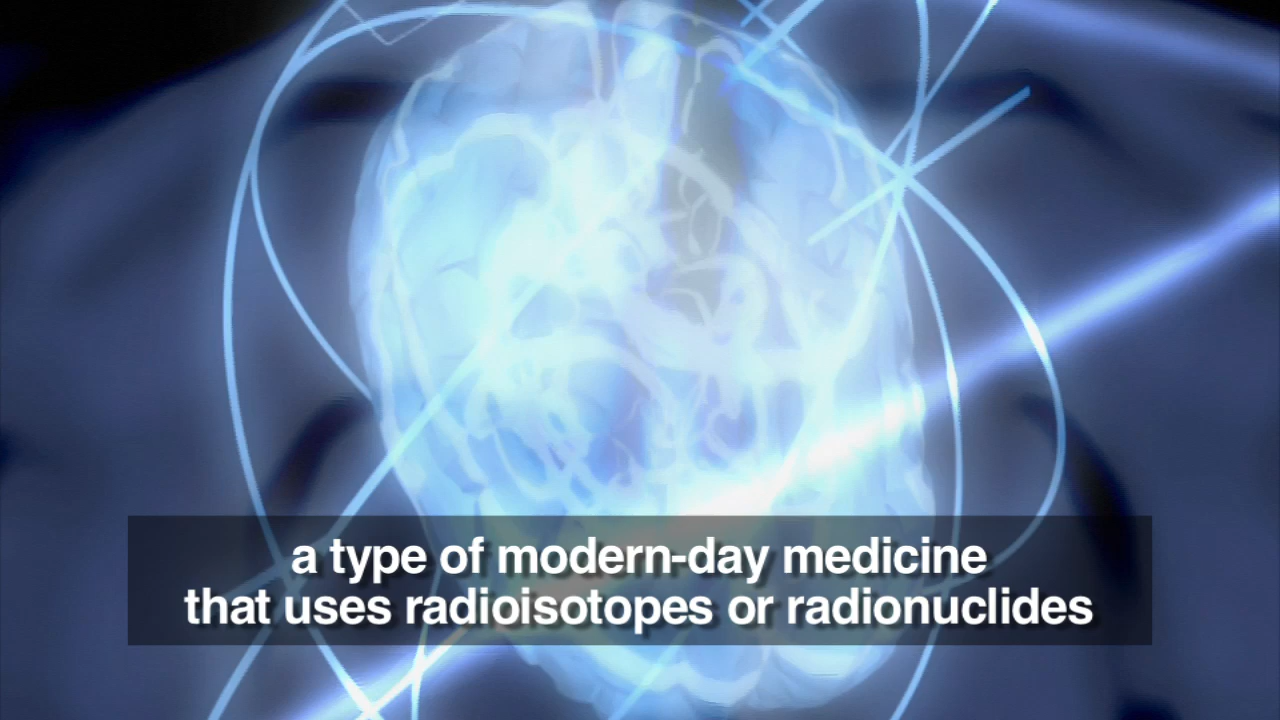 a type of modern-day medicine
that uses radioisotopes or radionuclides